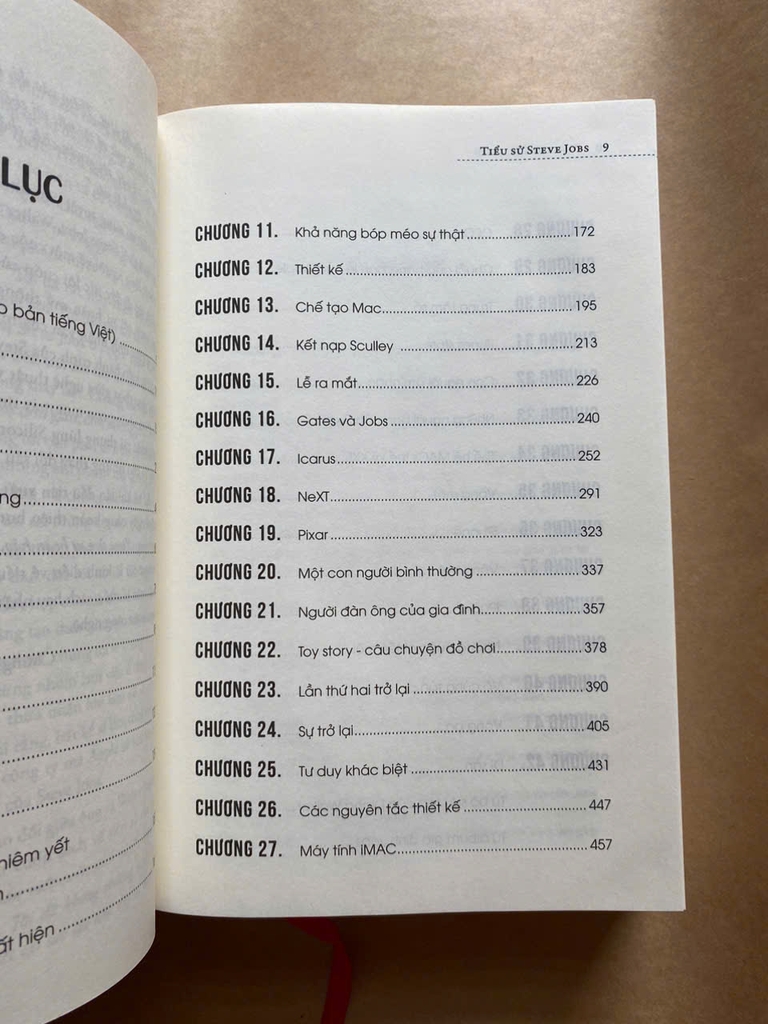 LỤC
bản tiếng Việt)
hiện
TIỂU SỬ STEVE JOBS 9
CHƯƠNG 11. Khả năng bóp méo sự thật 172
CHƯƠNG 12. Thiết kế 183
CHƯƠNG 13. Chế tạo Mac 195
CHƯƠNG 14. Kết nạp Sculley 213
CHƯƠNG 15. Lễ ra mắt 226
CHƯƠNG 16. Gates và Jobs 240
CHƯƠNG 17. Icarus 252
CHƯƠNG 18. NeXT 291
CHƯƠNG 19. Pixar 323
CHƯƠNG 20. Một con người bình thường 337
CHƯƠNG 21. Người đàn ông của gia đình 357
CHƯƠNG 22. Toy story - câu chuyện đồ chơi 378
CHƯƠNG 23. Lần thứ hai trở lại 390
CHƯƠNG 24. Sự trở lại 405
CHƯƠNG 25. Tư duy khác biệt 431
CHƯƠNG 26. Các nguyên tắc thiết kế 447
CHƯƠNG 27. Máy tính iMAC 457